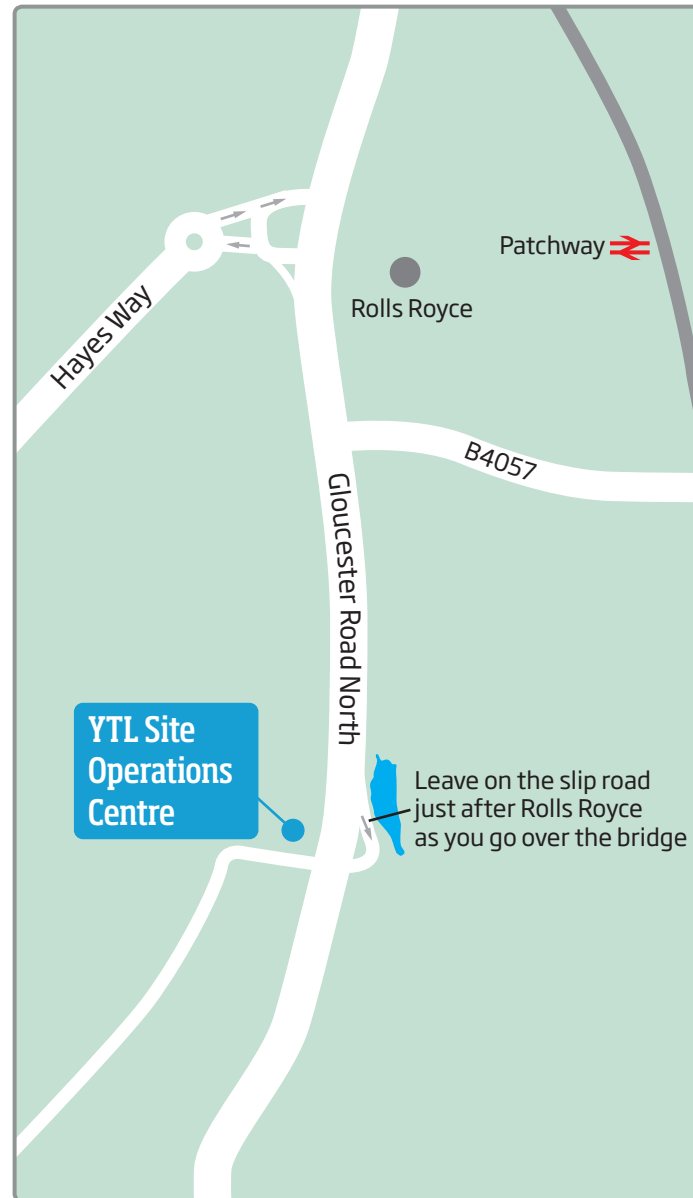 Patchway
Rolls Royce
Hayes Way
B4057
Gloucester Road North
YTL Site
Operations
Centre
Leave on the slip road
just after Rolls Royce
as you go over the bridge